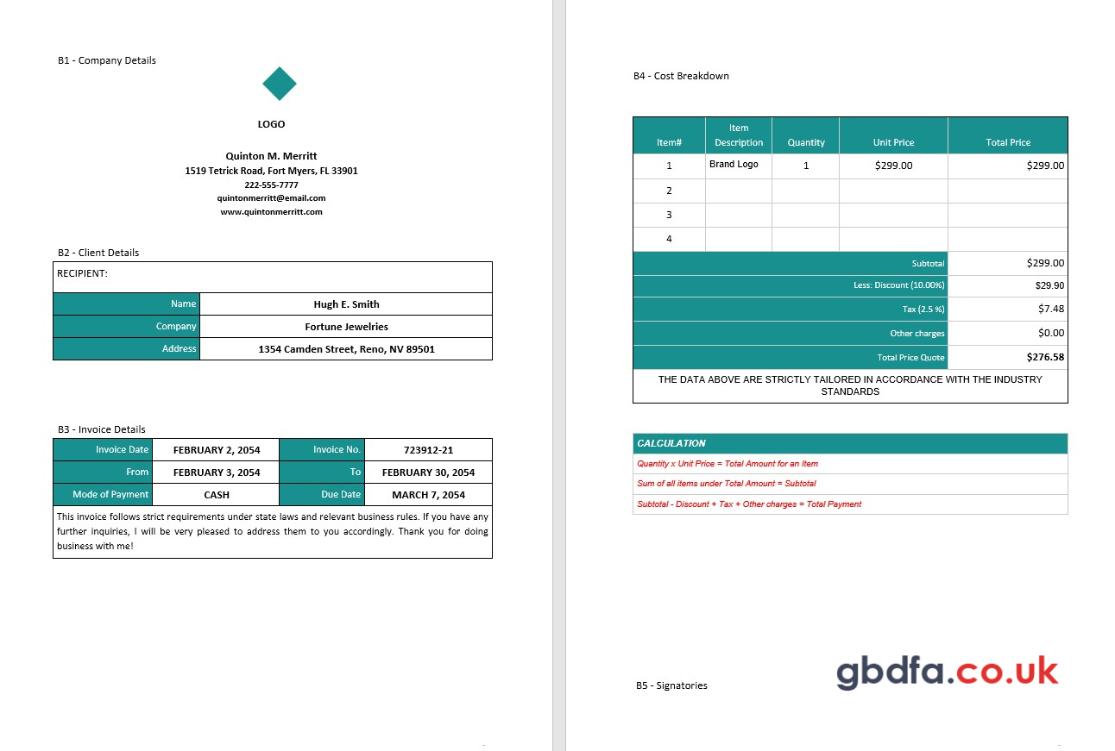 B1 - Company Details
LOGO
Quinton M. Merritt
1519 Tetrick Road, Fort Myers, FL 33901
222-555-7777
quintonmerritt@email.com
www.quintonmerritt.com
B2 - Client Details
RECIPIENT:
Name Hugh E. Smith
Company Fortune Jewelries
Address 1354 Camden Street, Reno, NV 89501
B3 - Invoice Details
Invoice Date FEBRUARY 2, 2054 Invoice No. 723912-21
From FEBRUARY 3, 2054 To FEBRUARY 30, 2054
Mode of Payment CASH Due Date MARCH 7, 2054
This invoice follows strict requirements under state laws and relevant business rules. If you have any
further inquiries, I will be very pleased to address them to you accordingly. Thank you for doing
business with me!
B4 - Cost Breakdown
Item# Item Description Quantity Unit Price Total Price
1 Brand Logo 1 $299.00 $299.00
2
3
4
Subtotal $299.00
Less: Discount (10.00%) $29.90
Tax (2.5 %) $7.48
Other charges $0.00
Total Price Quote $276.58
THE DATA ABOVE ARE STRICTLY TAILORED IN ACCORDANCE WITH THE INDUSTRY
STANDARDS
CALCULATION
Quantity x Unit Price = Total Amount for an Item
Sum of all items under Total Amount = Subtotal
Subtotal - Discount + Tax + Other charges = Total Payment
B5 - Signatories
gbdfa.co.uk